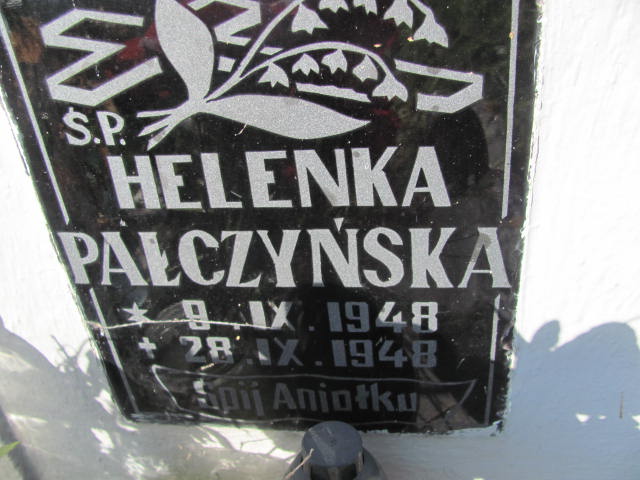 Ś.P.
HELENKA
PAŁCZYŃSKA
* 9.IX.1948
+ 28.IX.1948
Śpij Aniołku